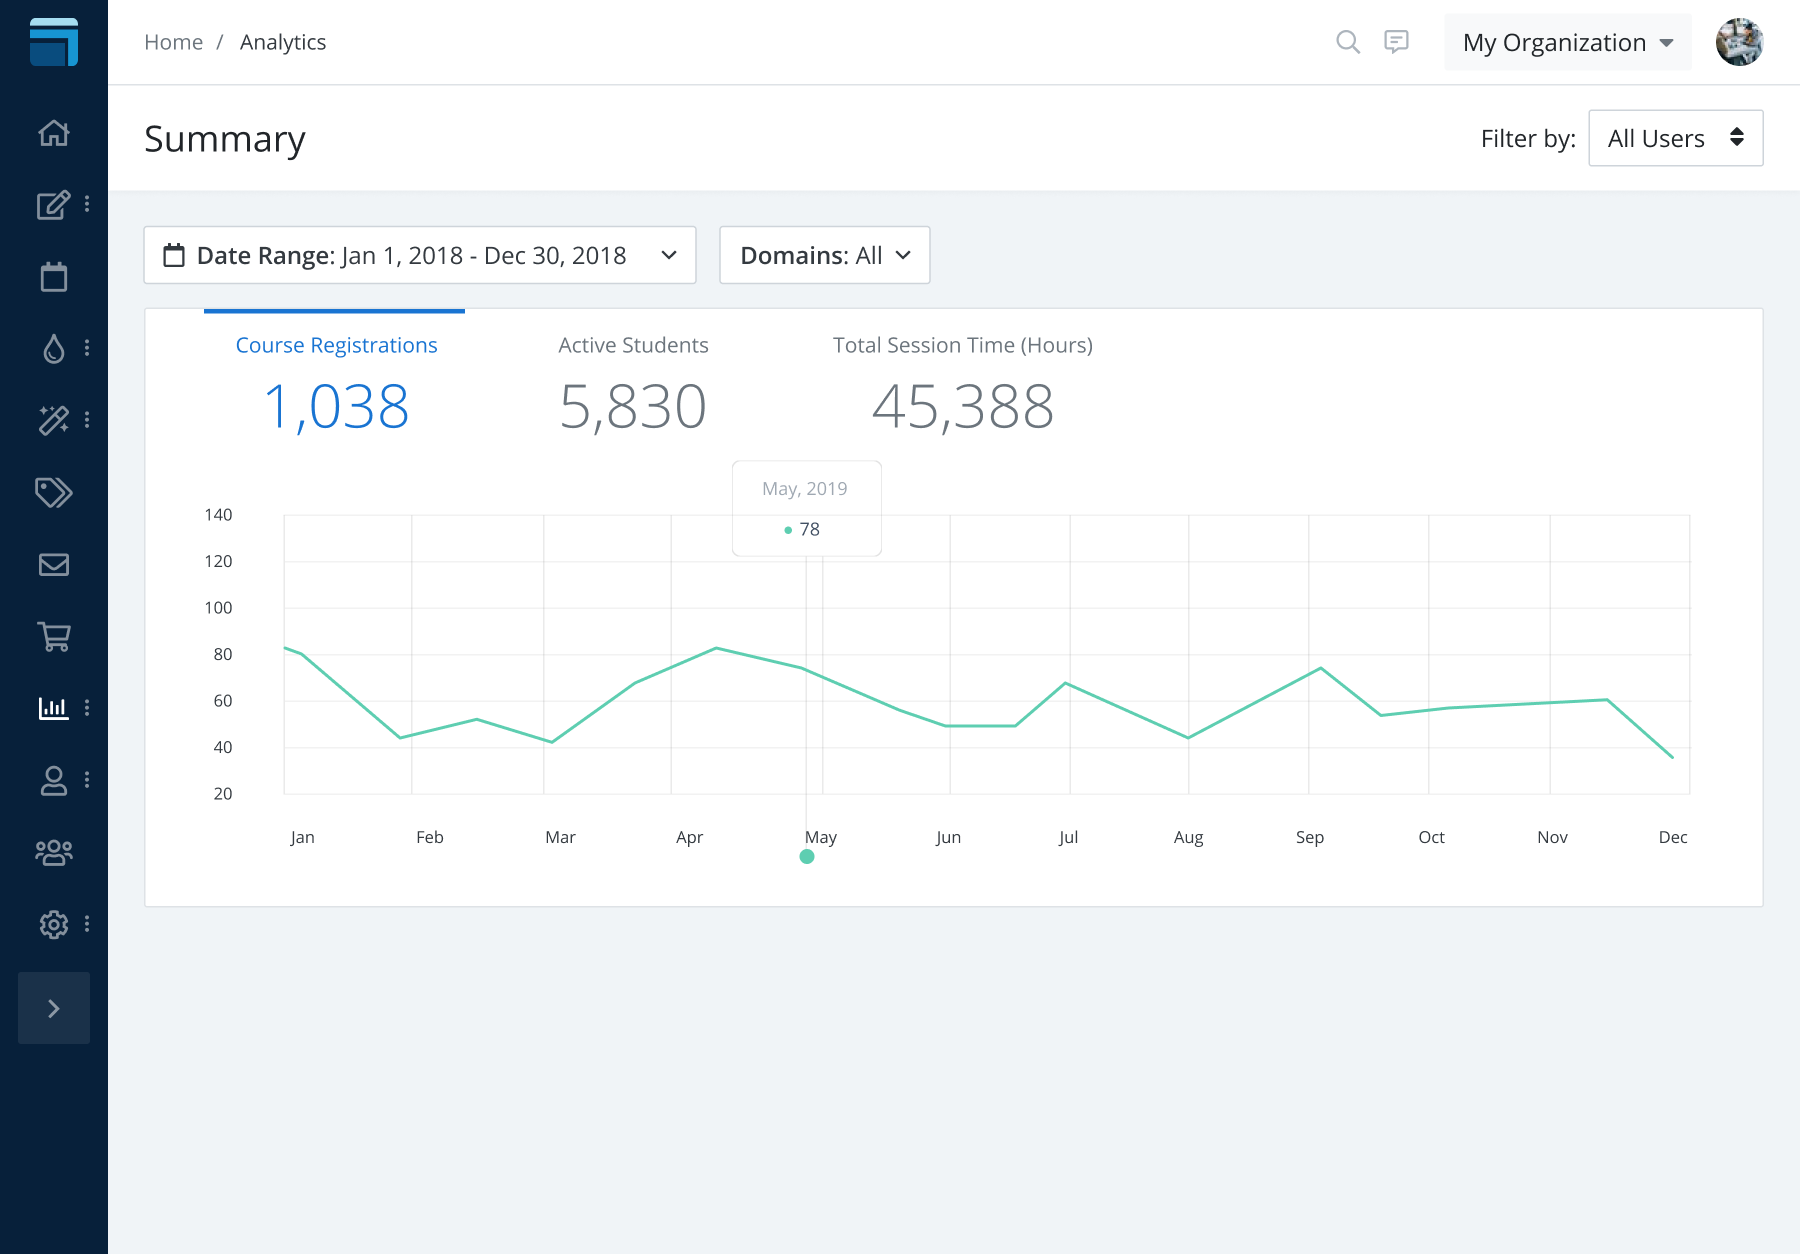 Home / Analytics
My Organization
Summary
Filter by: All Users
Date Range: Jan 1, 2018 - Dec 30, 2018
Domains: All
Course Registrations
1,038
Active Students
5,830
Total Session Time (Hours)
45,388
May, 2019
78
140
120
100
80
60
40
20
Jan Feb Mar Apr May Jun Jul Aug Sep Oct Nov Dec